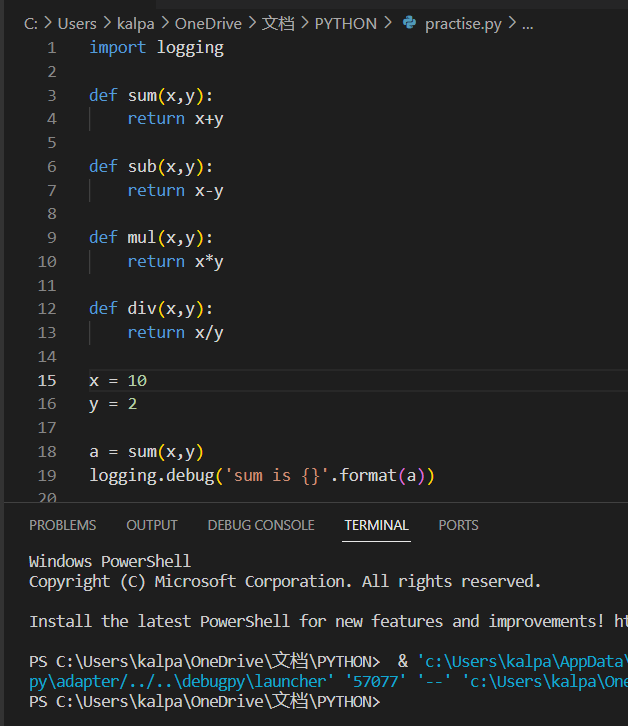 C: > Users > kalpa > OneDrive > 文档 > PYTHON > practise.py > ...
1 import logging
2
3 def sum(x,y):
4     return x+y
5
6 def sub(x,y):
7     return x-y
8
9 def mul(x,y):
10     return x*y
11
12 def div(x,y):
13     return x/y
14
15 x = 10
16 y = 2
17
18 a = sum(x,y)
19 logging.debug('sum is {}'.format(a))
20
PROBLEMS OUTPUT DEBUG CONSOLE TERMINAL PORTS
Windows PowerShell
Copyright (C) Microsoft Corporation. All rights reserved.
Install the latest PowerShell for new features and improvements! ht
PS C:\Users\kalpa\OneDrive\文档\PYTHON>  & 'c:\Users\kalpa\AppData\
py\adapter/../..\debugpy\launcher' '57077' '--' 'c:\Users\kalpa\One
PS C:\Users\kalpa\OneDrive\文档\PYTHON>